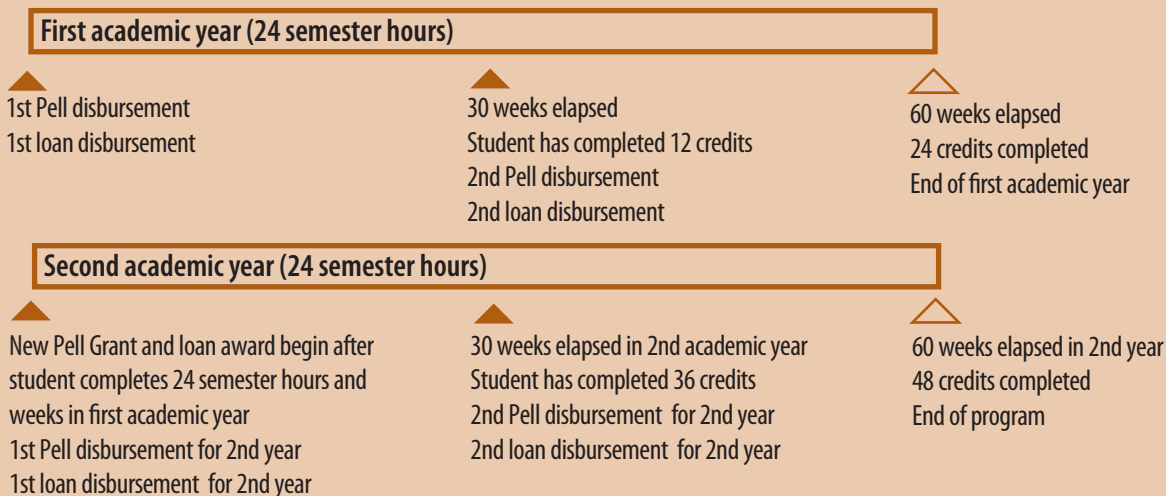 First academic year (24 semester hours)
1st Pell disbursement
1st loan disbursement
30 weeks elapsed
Student has completed 12 credits
2nd Pell disbursement
2nd loan disbursement
60 weeks elapsed
24 credits completed
End of first academic year
Second academic year (24 semester hours)
New Pell Grant and loan award begin after
student completes 24 semester hours and
weeks in first academic year
1st Pell disbursement for 2nd year
1st loan disbursement for 2nd year
30 weeks elapsed in 2nd academic year
Student has completed 36 credits
2nd Pell disbursement for 2nd year
2nd loan disbursement for 2nd year
60 weeks elapsed in 2nd year
48 credits completed
End of program